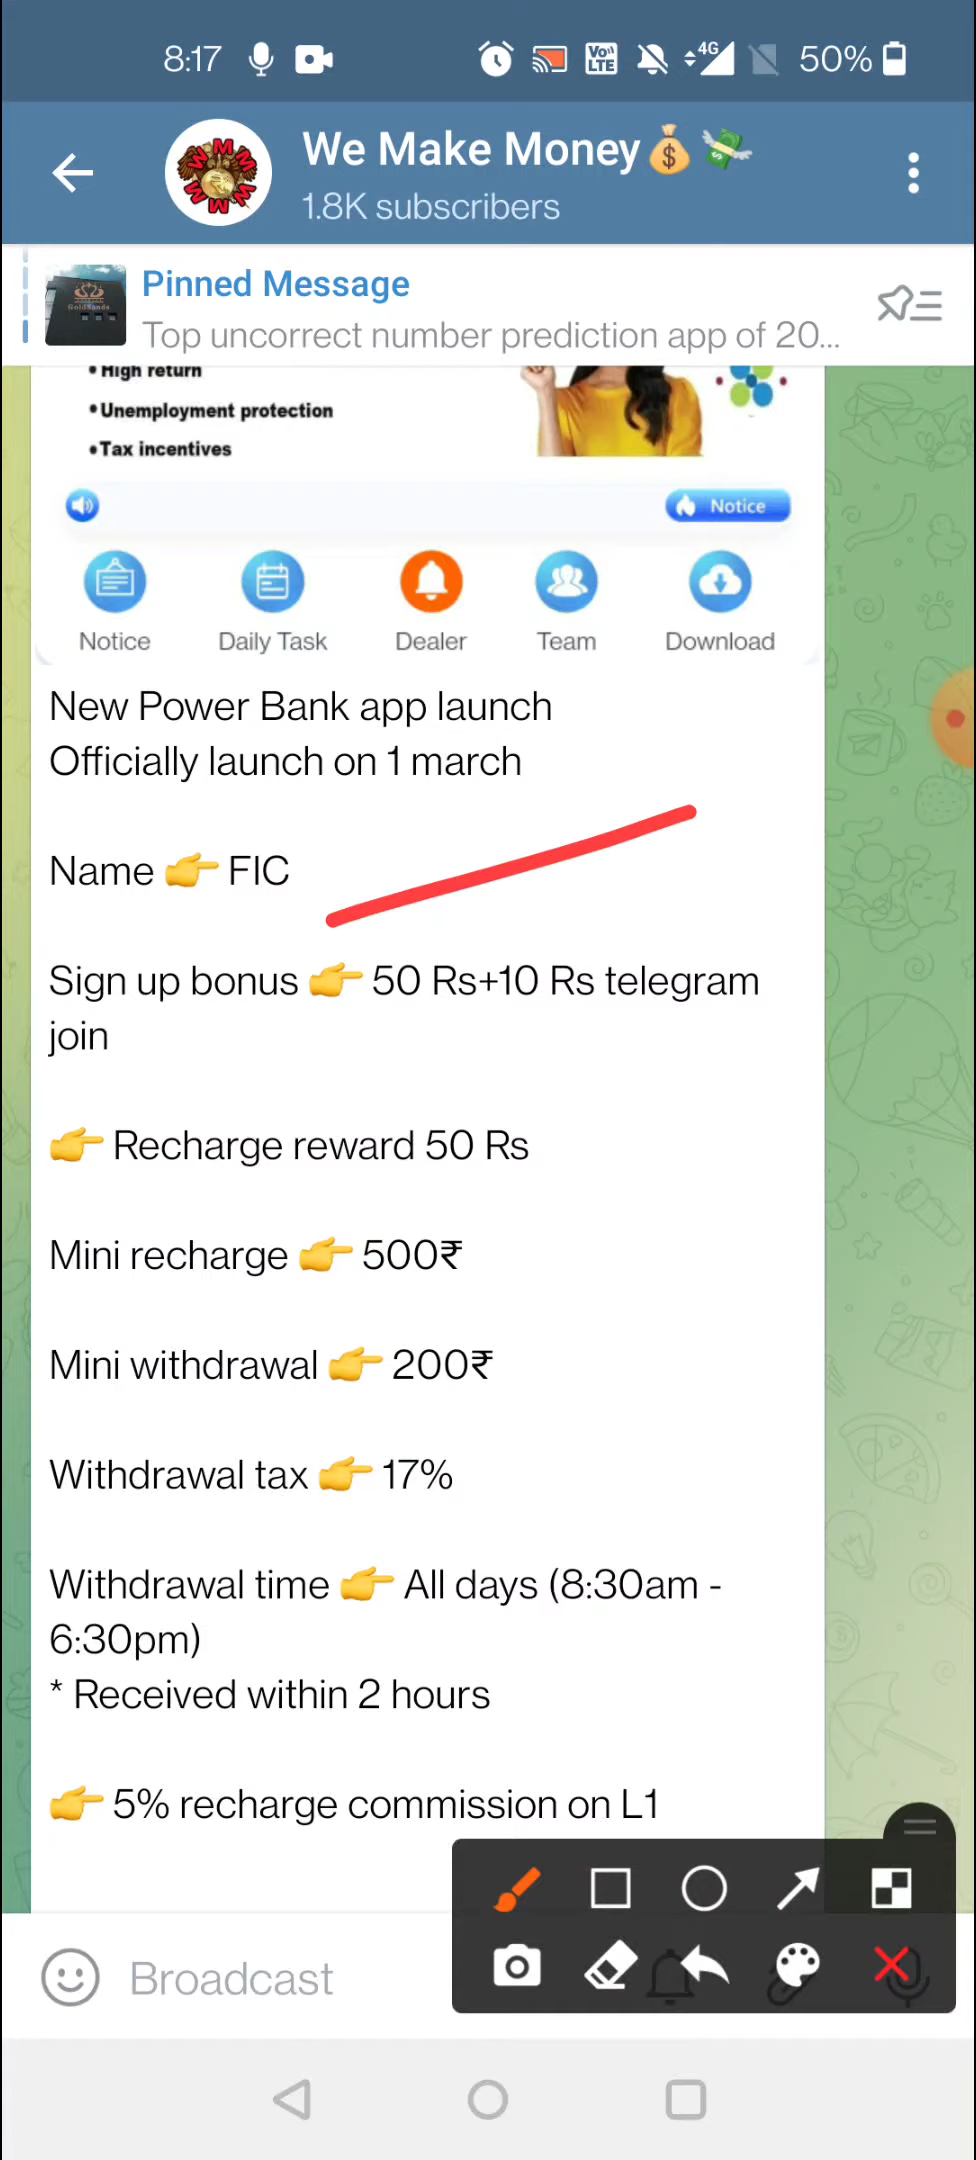 8:17 VoLTE 4G 50%
We Make Money💰💸
1.8K subscribers
Pinned Message
Top uncorrect number prediction app of 20...
GoldSands
•High return
•Unemployment protection
•Tax incentives
Notice
Notice Daily Task Dealer Team Download
New Power Bank app launch
Officially launch on 1 march
Name 👉 FIC
Sign up bonus 👉 50 Rs+10 Rs telegram
join
👉 Recharge reward 50 Rs
Mini recharge 👉 500₹
Mini withdrawal 👉 200₹
Withdrawal tax 👉 17%
Withdrawal time 👉 All days (8:30am -
6:30pm)
* Received within 2 hours
👉 5% recharge commission on L1
Broadcast